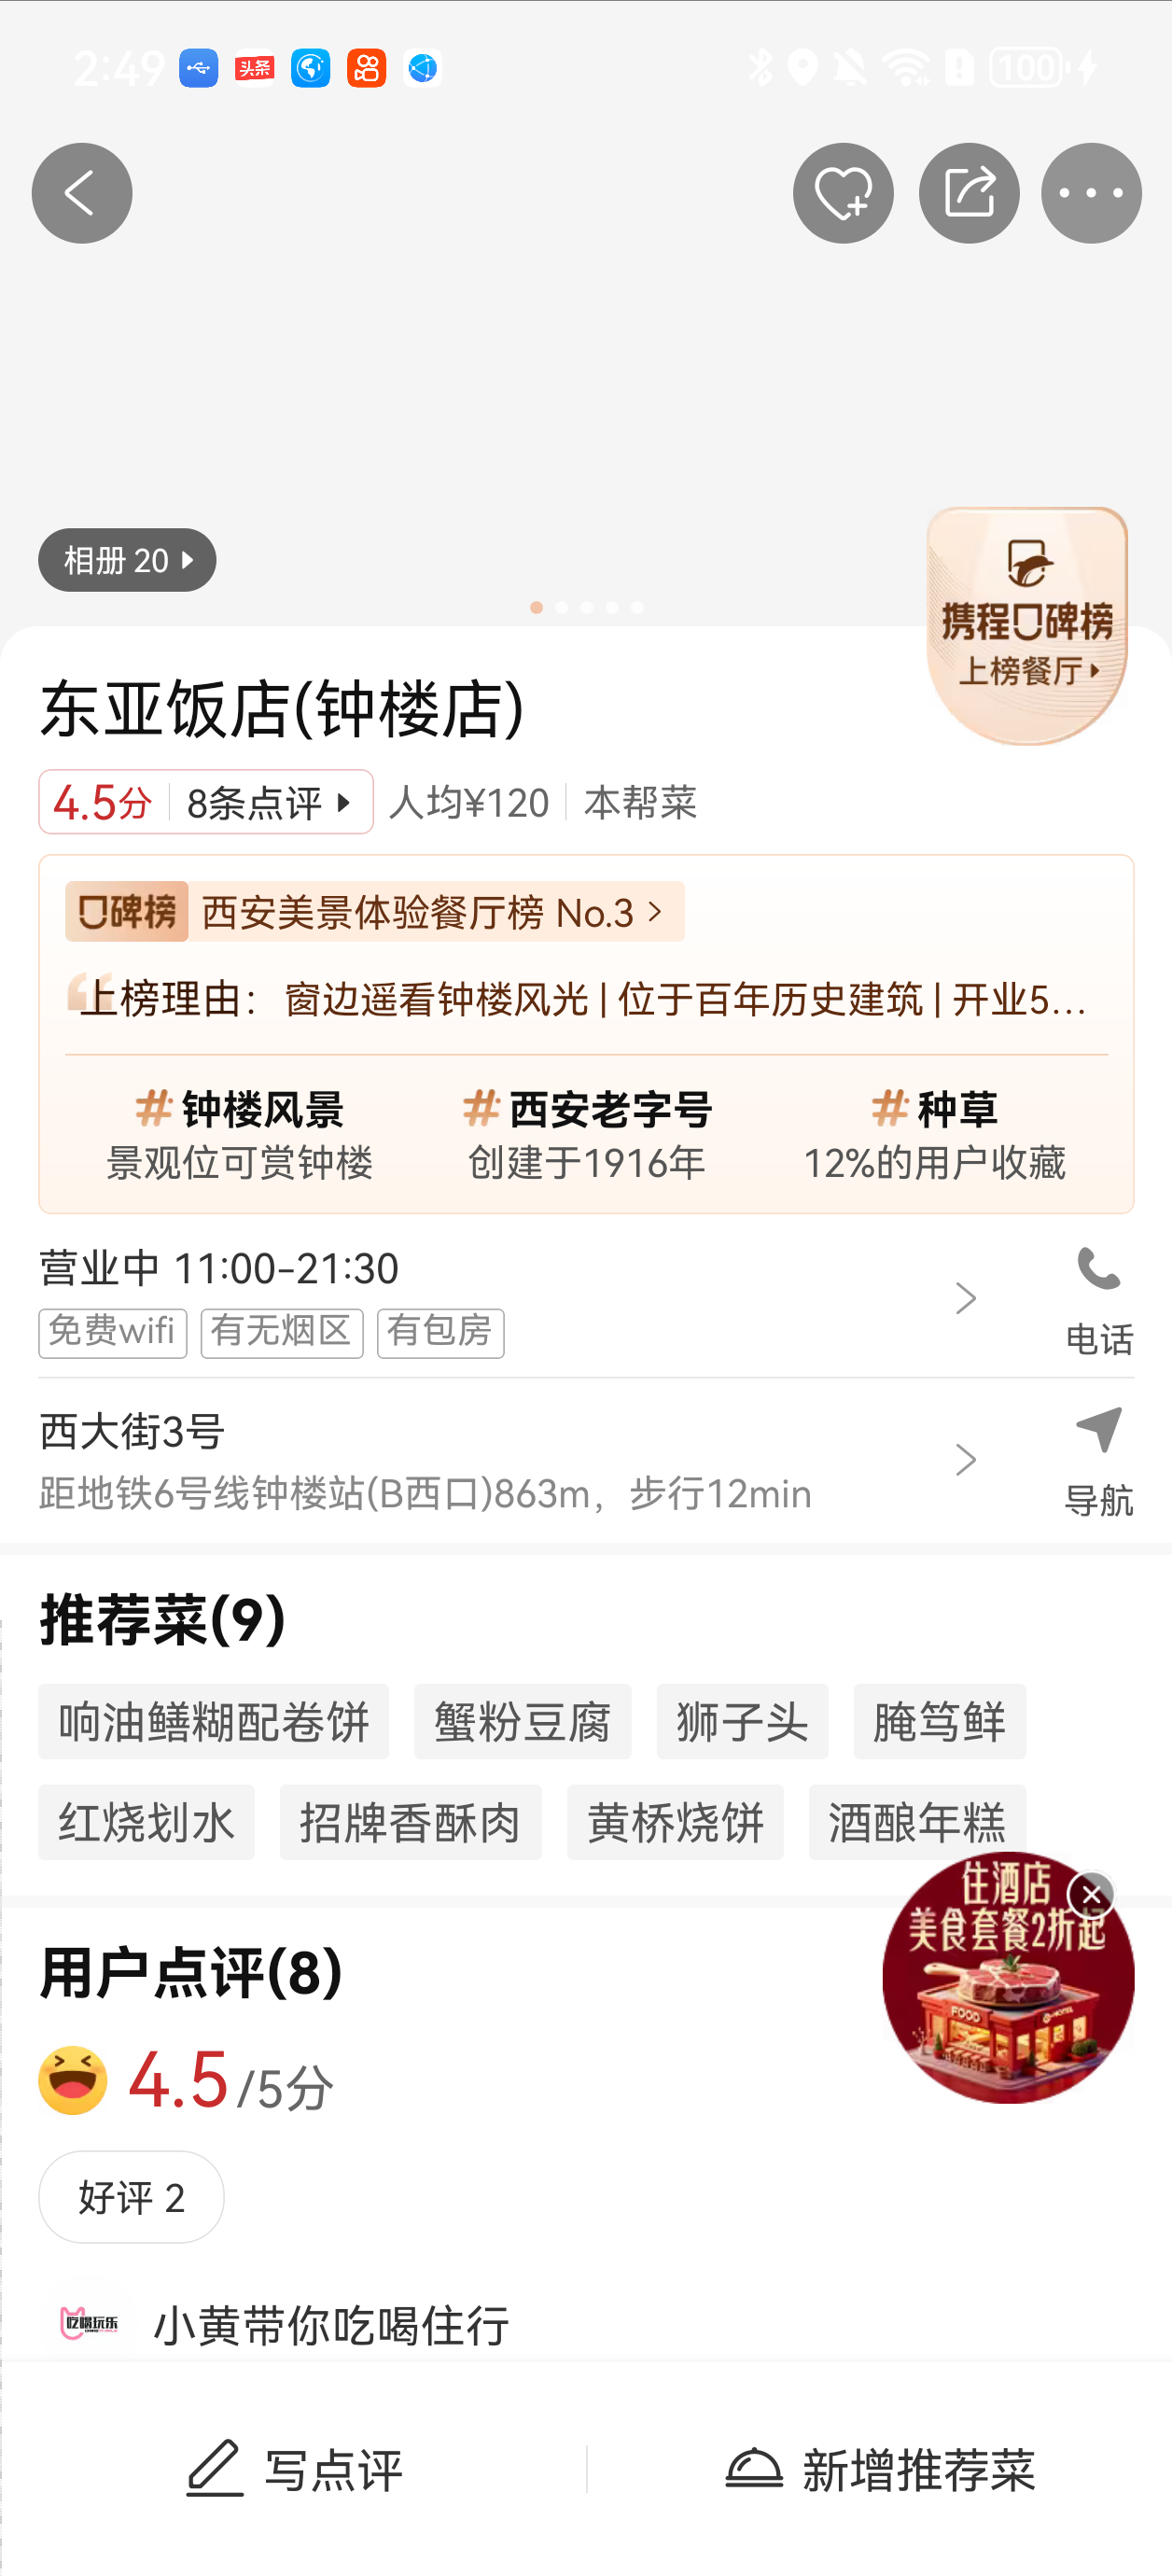 2:49
头条
100
相册 20
携程口碑榜
上榜餐厅
东亚饭店(钟楼店)
4.5分 8条点评 人均¥120 本帮菜
口碑榜 西安美景体验餐厅榜 No.3
上榜理由：窗边遥看钟楼风光 | 位于百年历史建筑 | 开业5...
#钟楼风景 #西安老字号 #种草
景观位可赏钟楼 创建于1916年 12%的用户收藏
营业中 11:00-21:30
免费wifi 有无烟区 有包房
电话
西大街3号
距地铁6号线钟楼站(B西口)863m，步行12min
导航
推荐菜(9)
响油鳝糊配卷饼 蟹粉豆腐 狮子头 腌笃鲜
红烧划水 招牌香酥肉 黄桥烧饼 酒酿年糕
住酒店
美食套餐2折起
FOOD HOTEL
用户点评(8)
4.5/5分
好评 2
吃喝玩乐
小黄带你吃喝住行
写点评 新增推荐菜